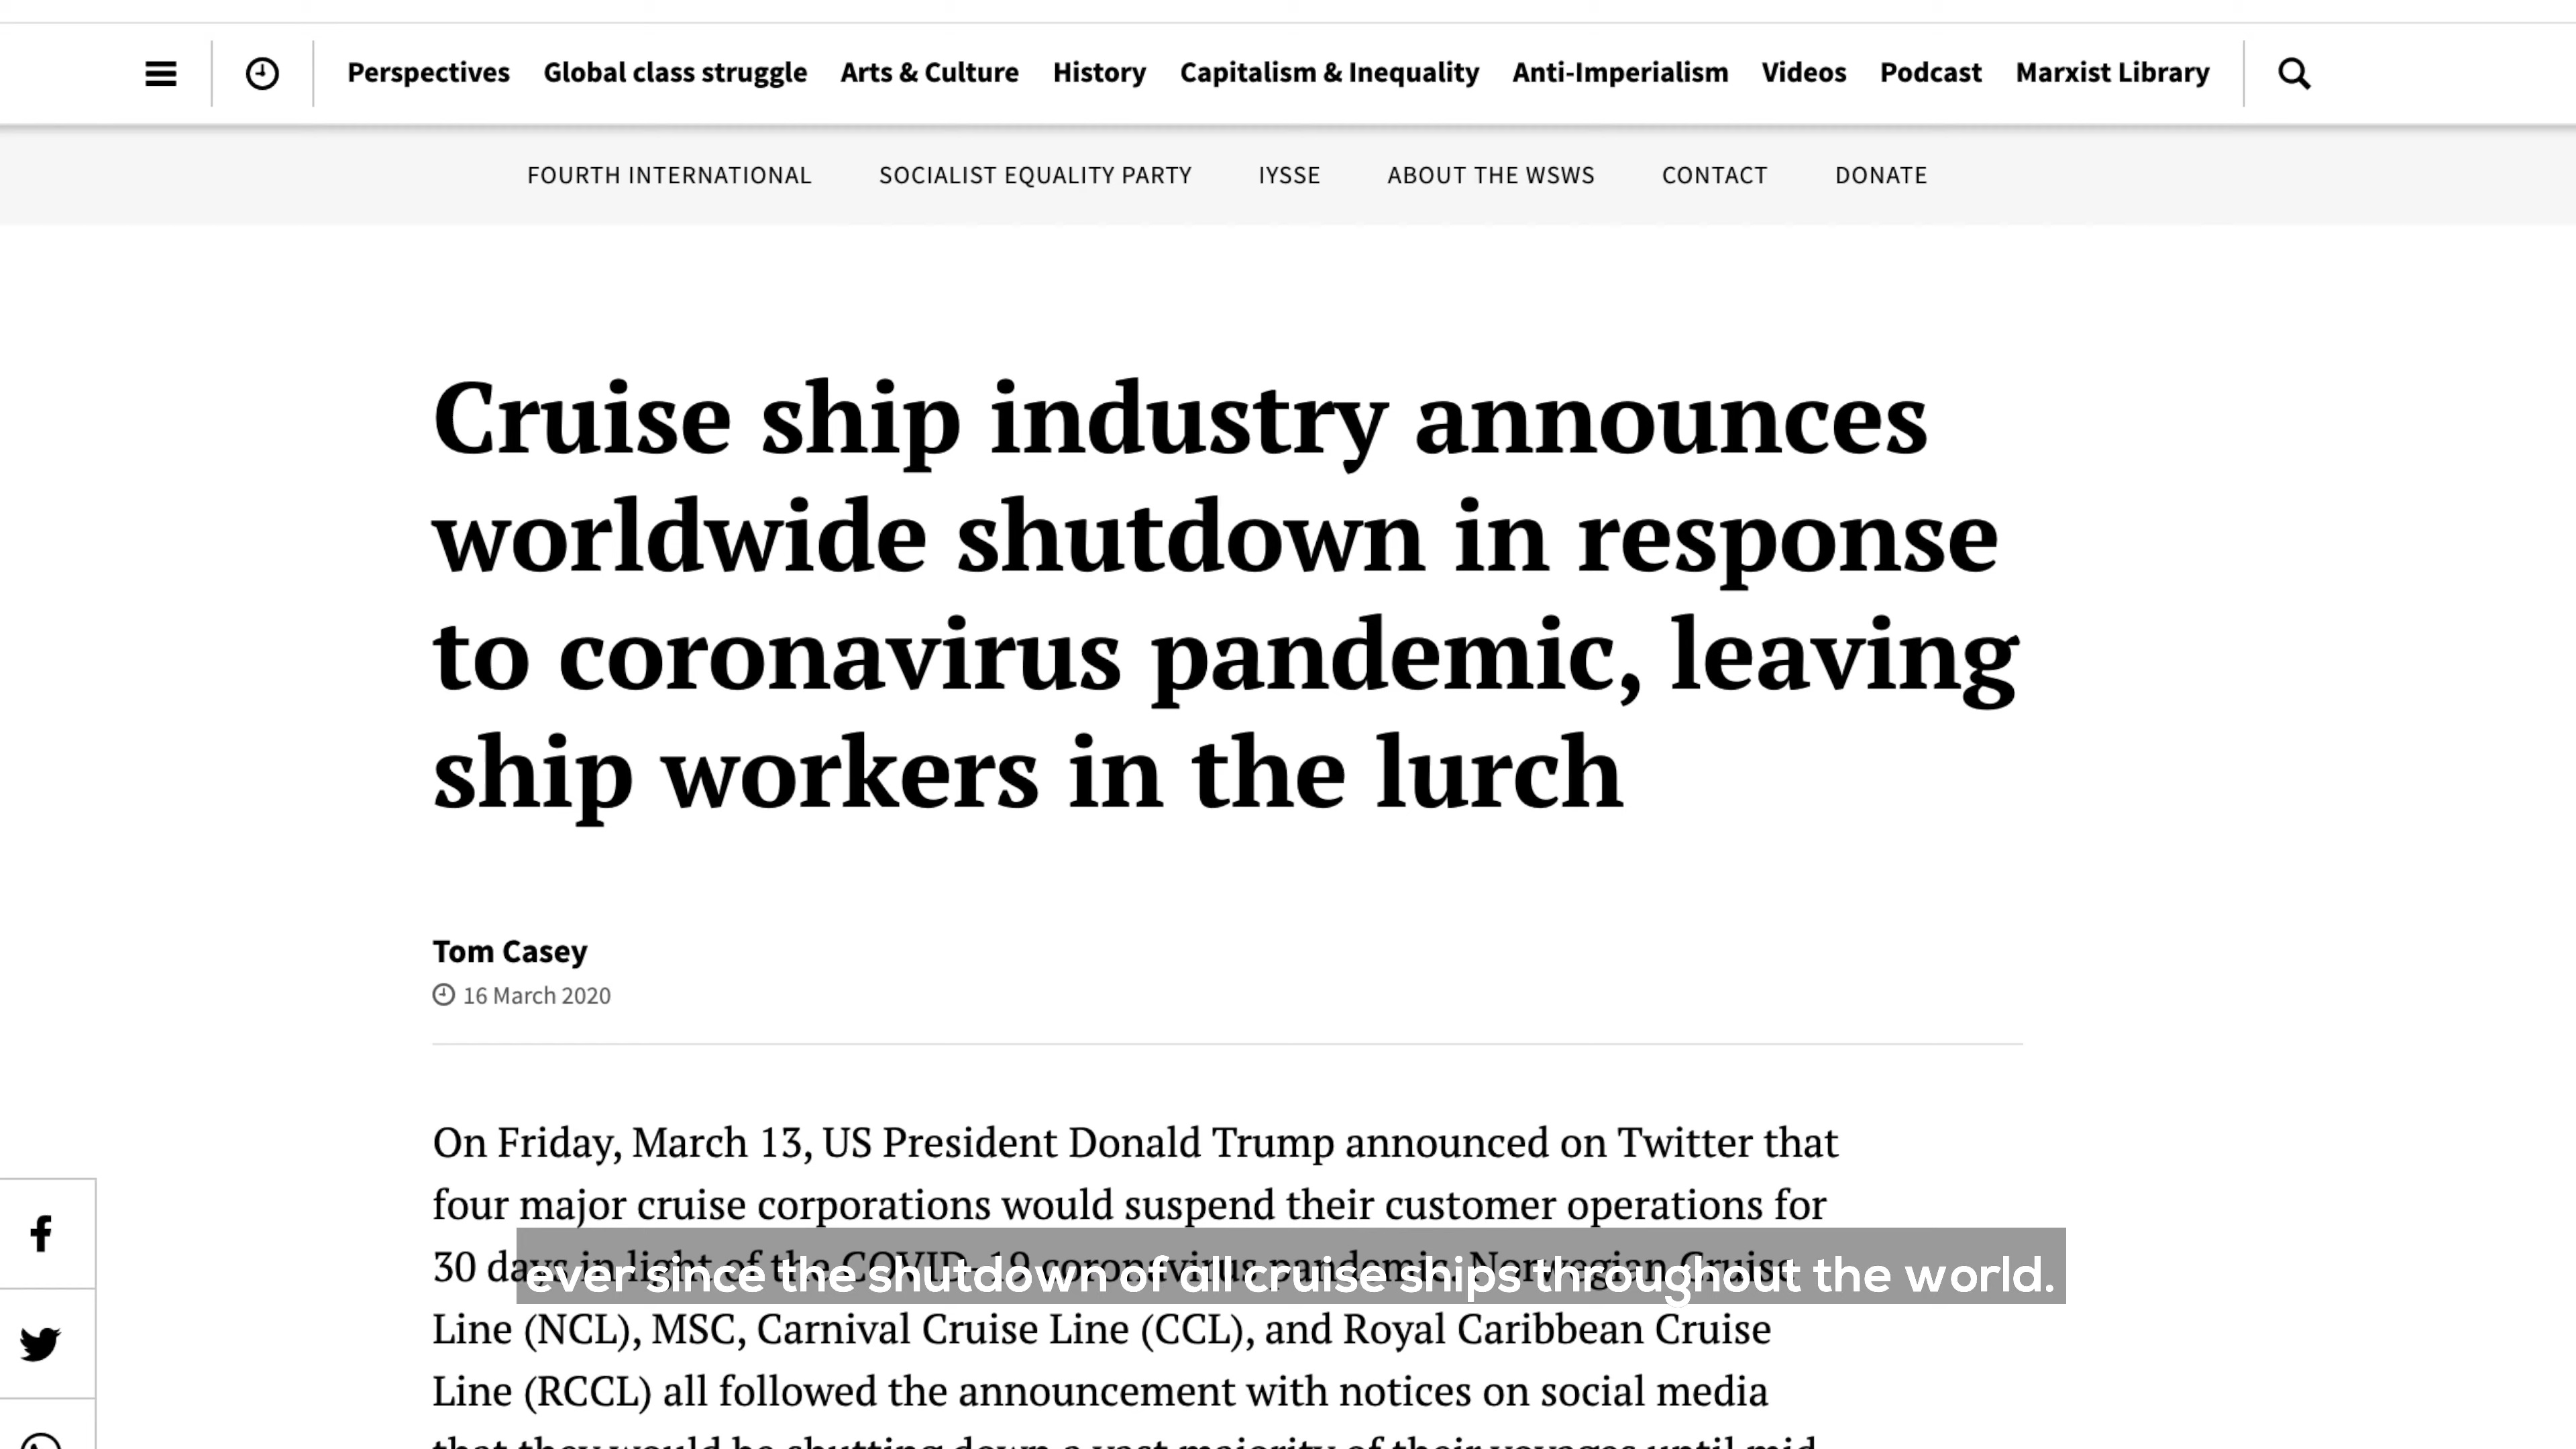 Perspectives Global class struggle Arts & Culture History Capitalism & Inequality Anti-Imperialism Videos Podcast Marxist Library
FOURTH INTERNATIONAL SOCIALIST EQUALITY PARTY IYSSE ABOUT THE WSWS CONTACT DONATE
Cruise ship industry announces
worldwide shutdown in response
to coronavirus pandemic, leaving
ship workers in the lurch
Tom Casey
16 March 2020
On Friday, March 13, US President Donald Trump announced on Twitter that
four major cruise corporations would suspend their customer operations for
30 days in light of the COVID-19 coronavirus pandemic. Norwegian Cruise
ever since the shutdown of all cruise ships throughout the world.
Line (NCL), MSC, Carnival Cruise Line (CCL), and Royal Caribbean Cruise
Line (RCCL) all followed the announcement with notices on social media
that they would be shutting down a vast majority of their voyages until mid